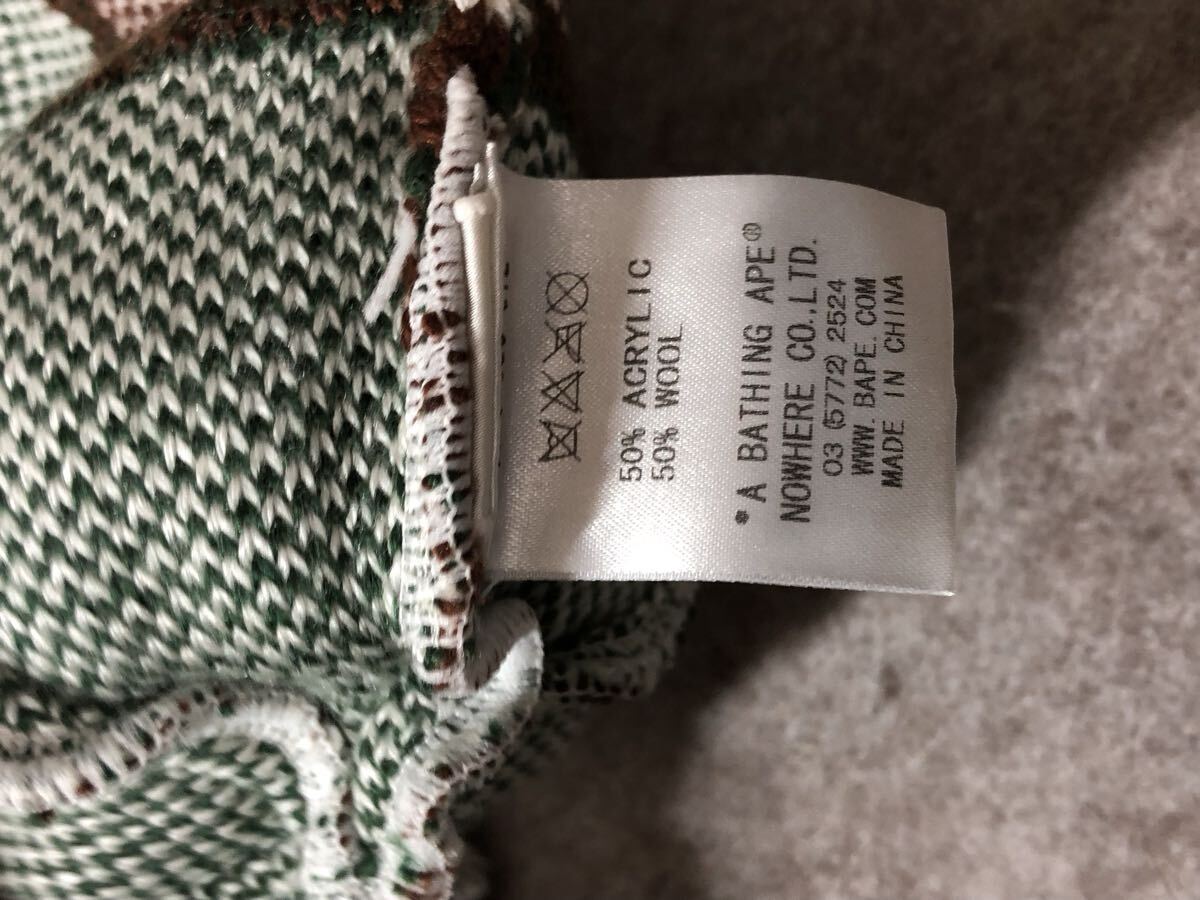 50% ACRYLIC
50% WOOL
*A BATHING APE®
NOWHERE CO.,LTD.
03 (5772) 2524
WWW. BAPE. COM
MADE IN CHINA